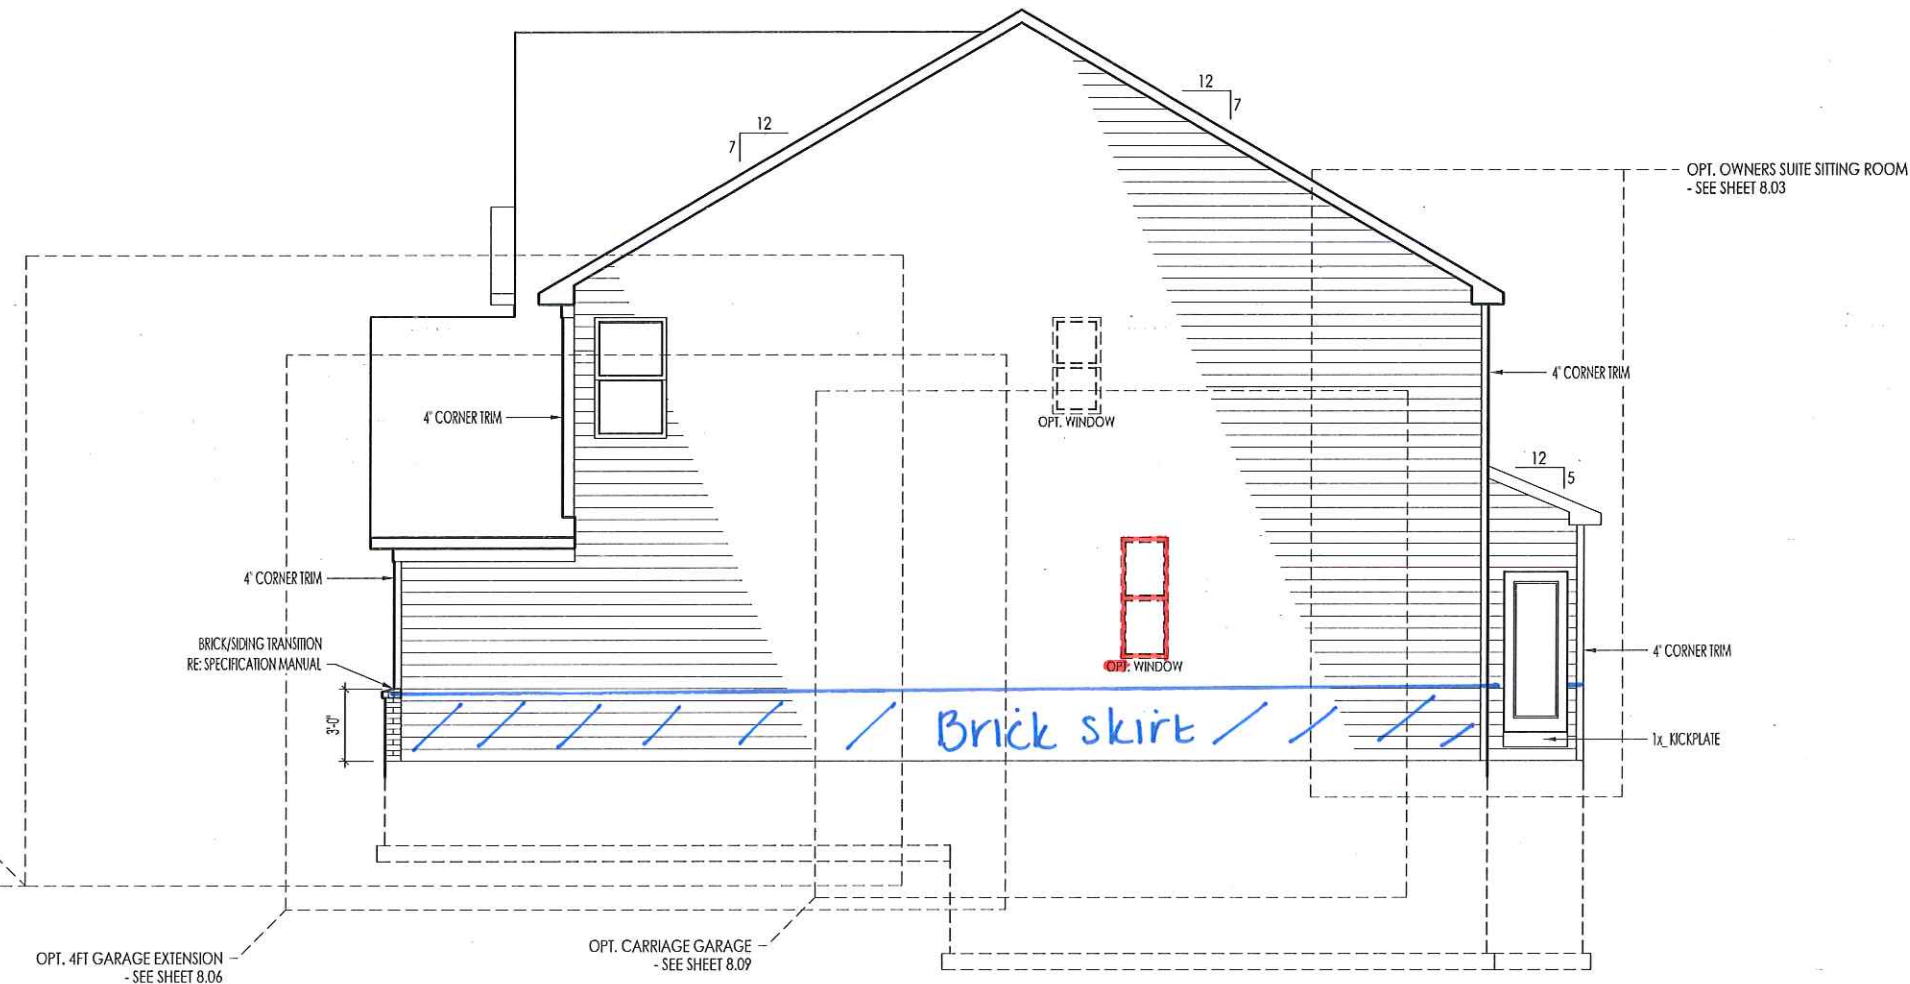 12
7
12
7
OPT. OWNERS SUITE SITTING ROOM
- SEE SHEET 8.03
4" CORNER TRIM
4" CORNER TRIM
OPT. WINDOW
12
5
4" CORNER TRIM
BRICK/SIDING TRANSITION
RE: SPECIFICATION MANUAL
OPT. WINDOW
4" CORNER TRIM
3'-0"
Brick skirt
1x_KICKPLATE
OPT. 4FT GARAGE EXTENSION
- SEE SHEET 8.06
OPT. CARRIAGE GARAGE
- SEE SHEET 8.09